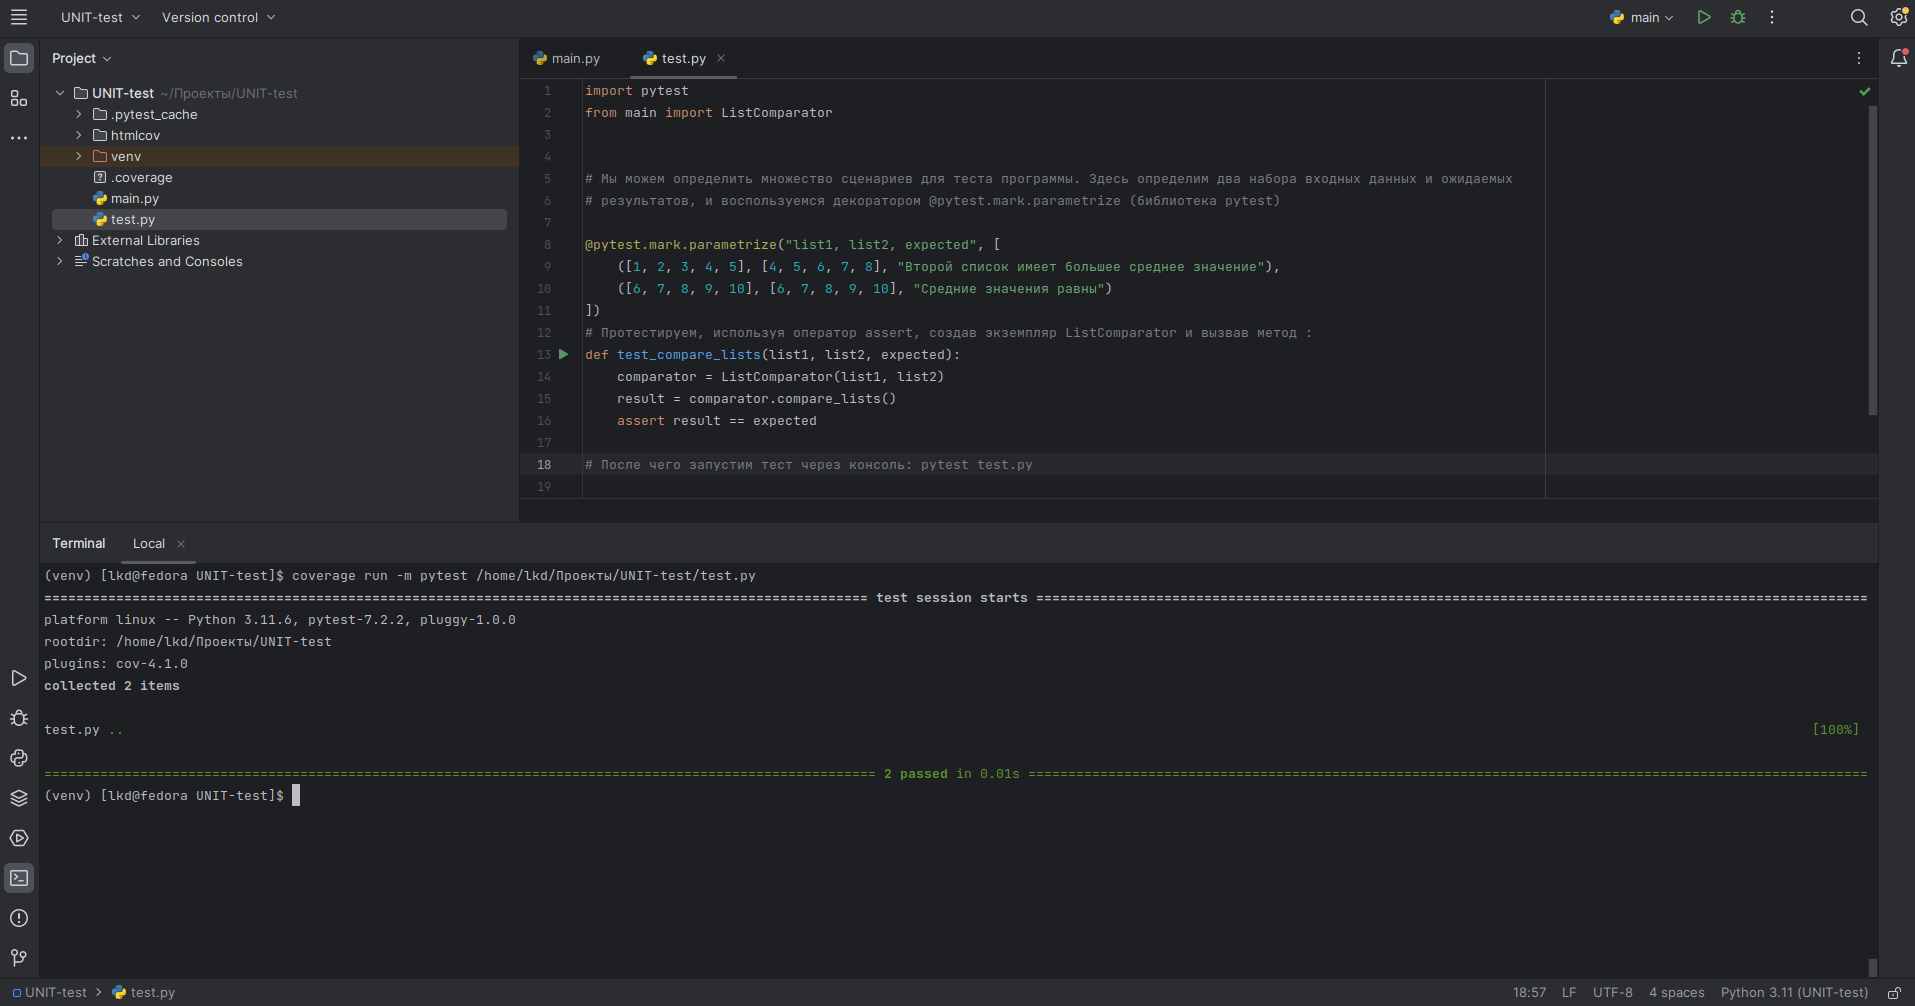 UNIT-test Version control main
Project
UNIT-test ~/Проекты/UNIT-test
.pytest_cache
htmlcov
venv
.coverage
main.py
test.py
External Libraries
Scratches and Consoles
main.py test.py
1 import pytest
2 from main import ListComparator
3
4
5 # Мы можем определить множество сценариев для теста программы. Здесь определим два набора входных данных и ожидаемых
6 # результатов, и воспользуемся декоратором @pytest.mark.parametrize (библиотека pytest)
7
8 @pytest.mark.parametrize("list1, list2, expected", [
9 ([1, 2, 3, 4, 5], [4, 5, 6, 7, 8], "Второй список имеет большее среднее значение"),
10 ([6, 7, 8, 9, 10], [6, 7, 8, 9, 10], "Средние значения равны")
11 ])
12 # Протестируем, используя оператор assert, создав экземпляр ListComparator и вызвав метод :
13 def test_compare_lists(list1, list2, expected):
14 comparator = ListComparator(list1, list2)
15 result = comparator.compare_lists()
16 assert result == expected
17
18 # После чего запустим тест через консоль: pytest test.py
19
Terminal Local
(venv) [lkd@fedora UNIT-test]$ coverage run -m pytest /home/lkd/Проекты/UNIT-test/test.py
======================================================================================================= test session starts ========================================================================================================
platform linux -- Python 3.11.6, pytest-7.2.2, pluggy-1.0.0
rootdir: /home/lkd/Проекты/UNIT-test
plugins: cov-4.1.0
collected 2 items
test.py .. [100%]
======================================================================================================== 2 passed in 0.01s =========================================================================================================
(venv) [lkd@fedora UNIT-test]$
UNIT-test test.py 18:57 LF UTF-8 4 spaces Python 3.11 (UNIT-test)